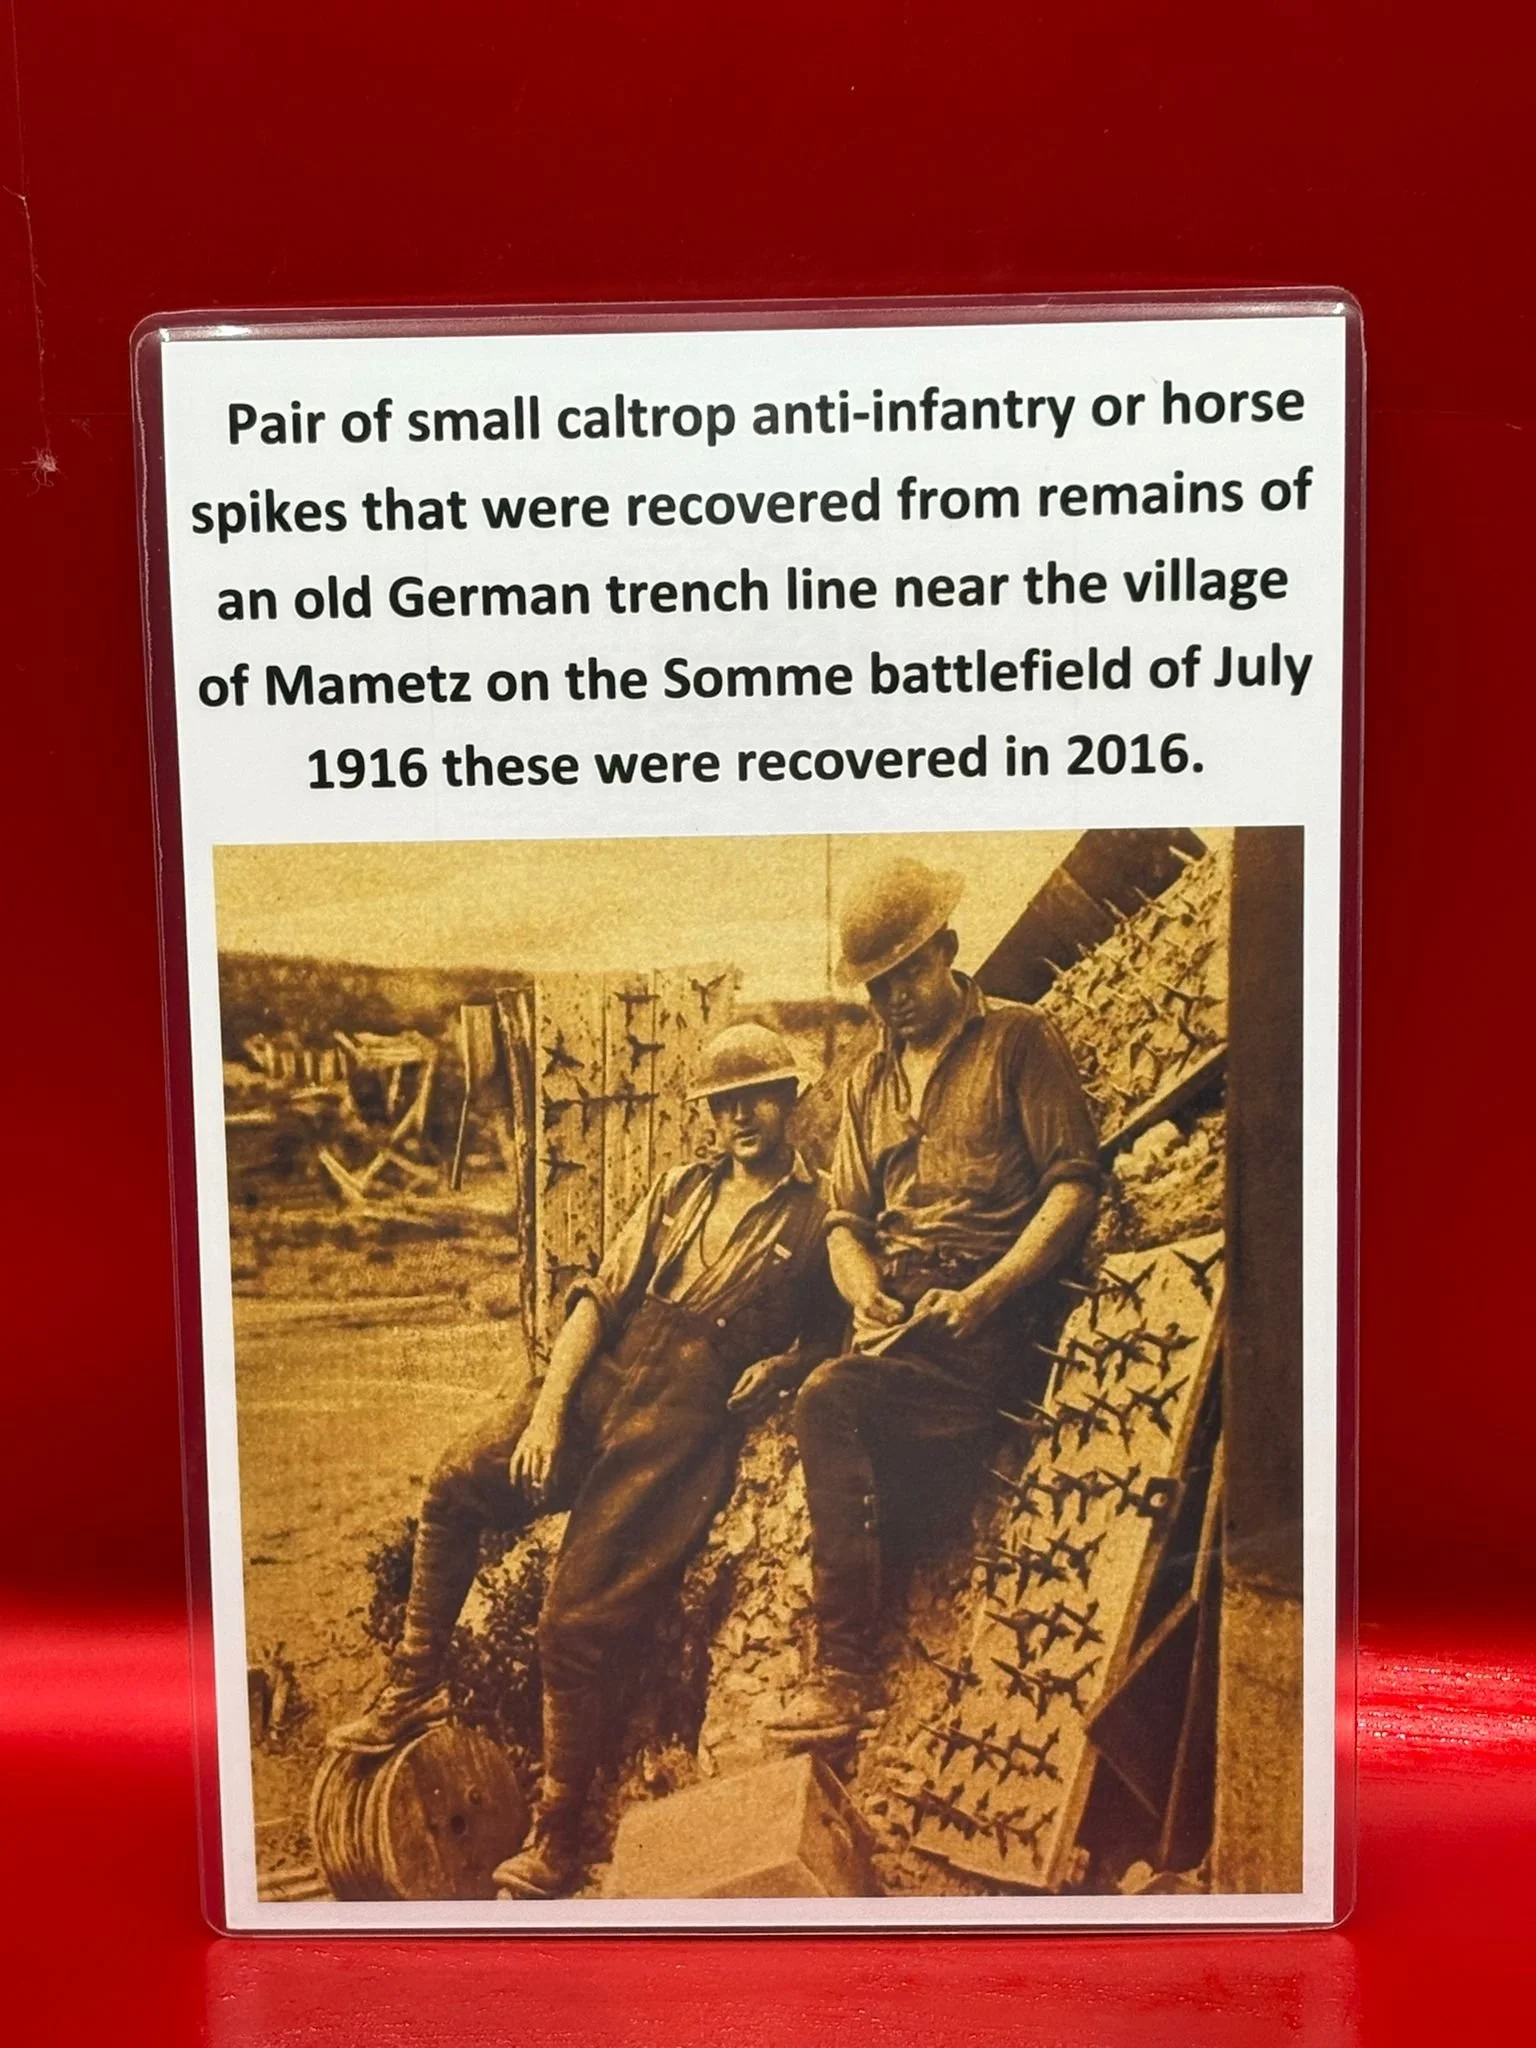 Pair of small caltrop anti-infantry or horse
spikes that were recovered from remains of
an old German trench line near the village
of Mametz on the Somme battlefield of July
1916 these were recovered in 2016.